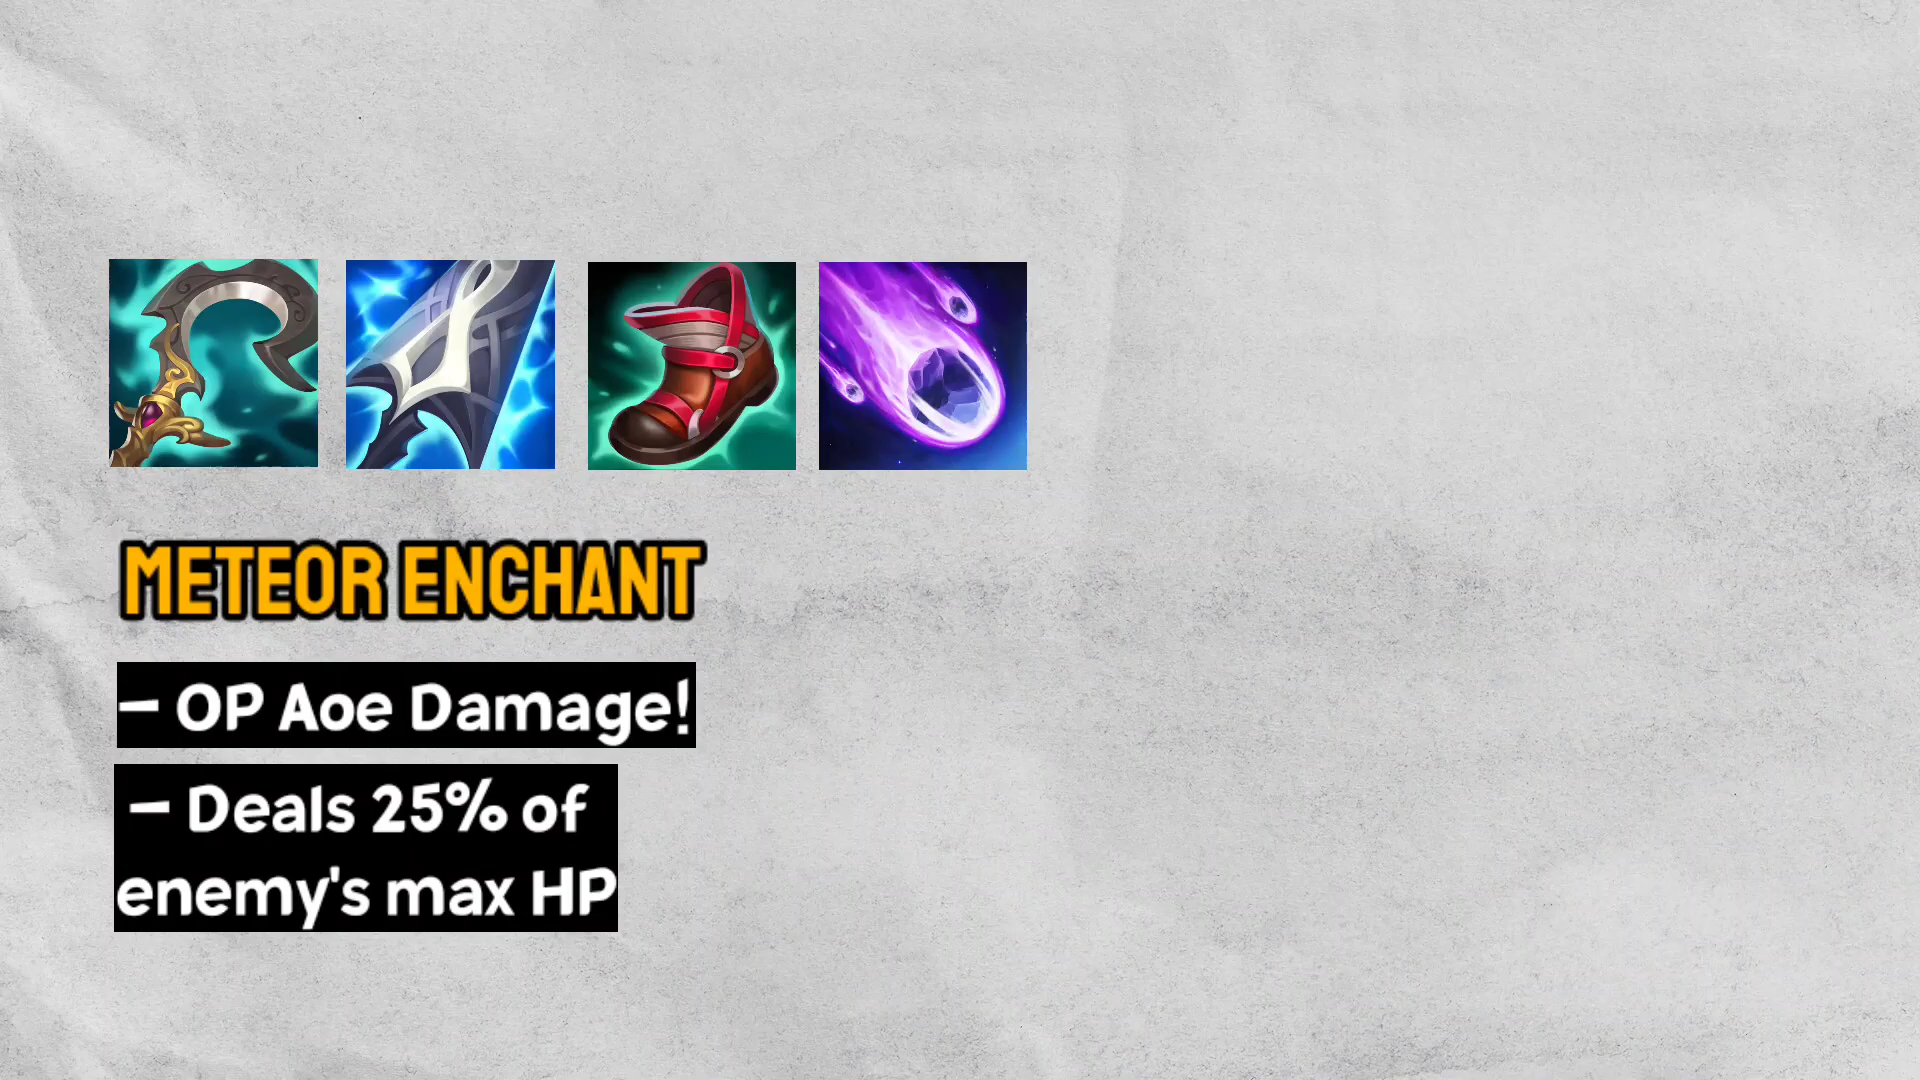 METEOR ENCHANT
– OP Aoe Damage!
– Deals 25% of
enemy's max HP